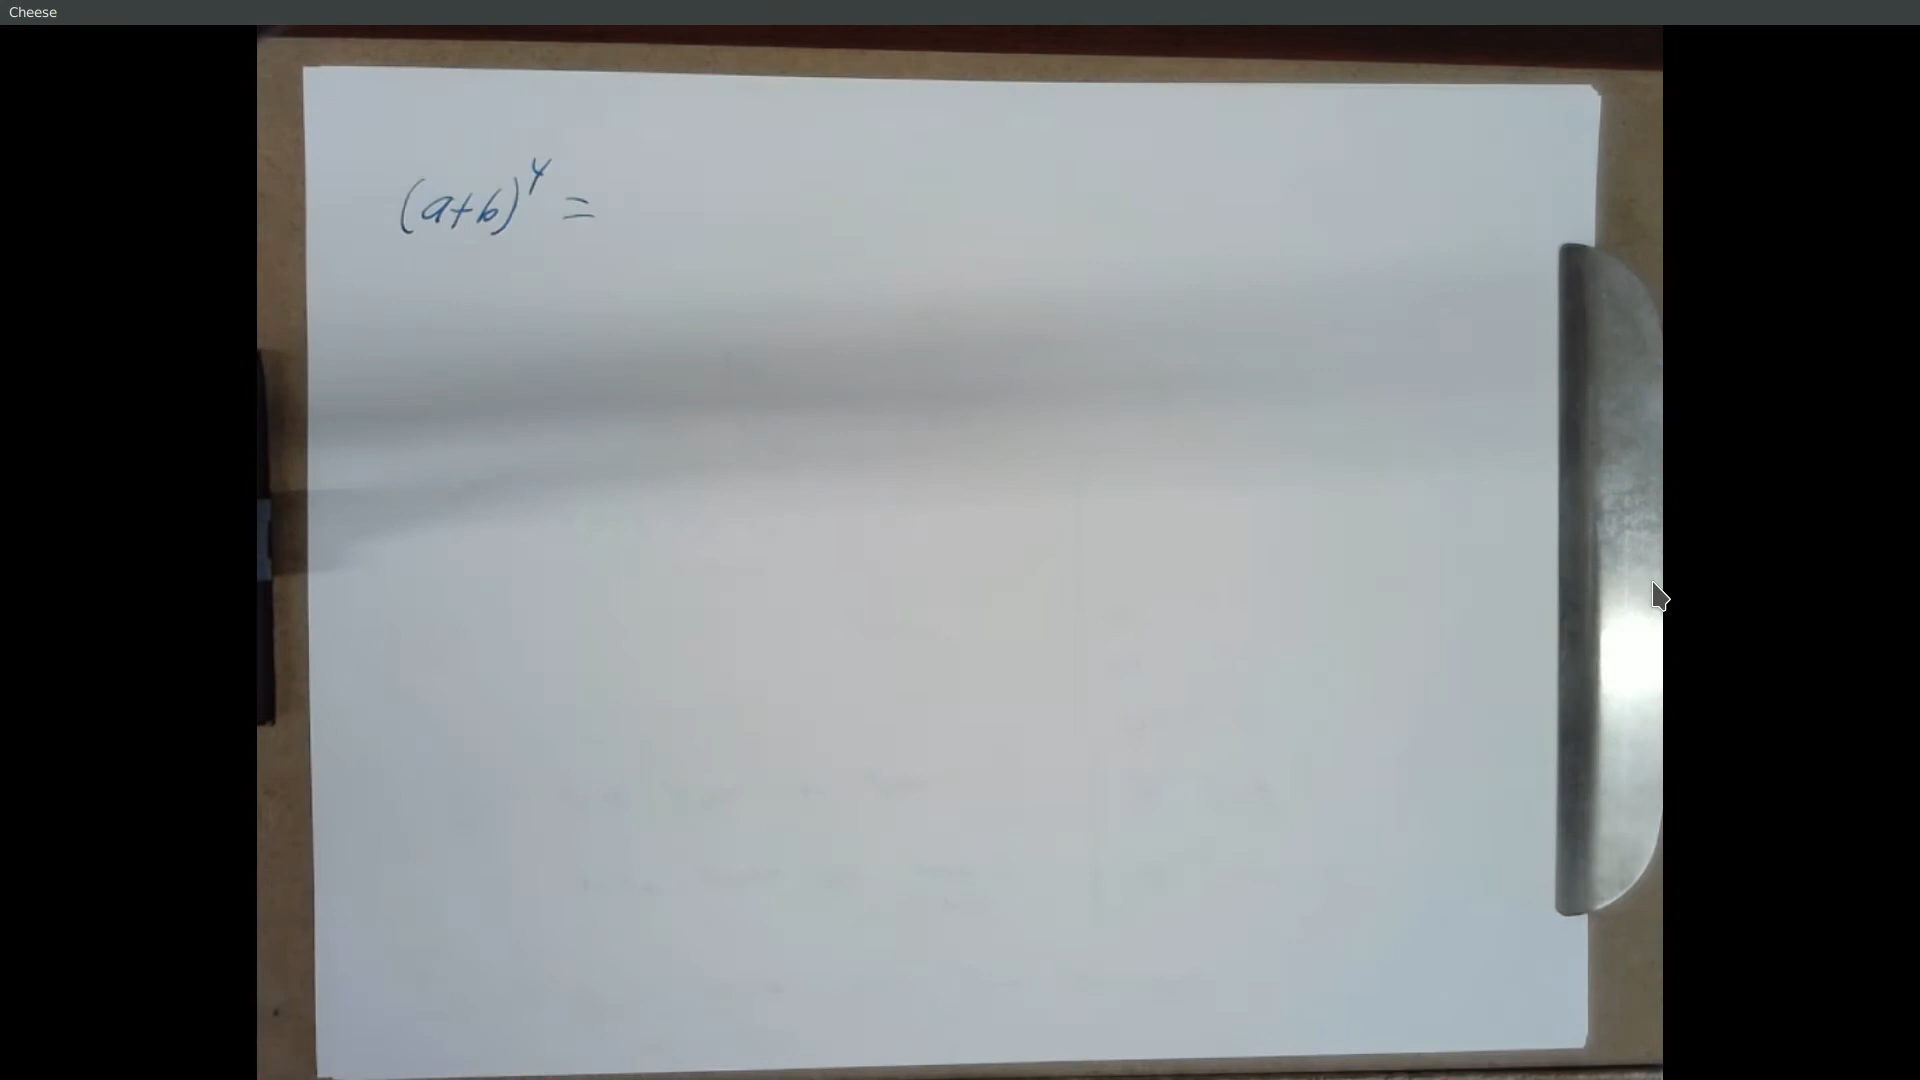 Cheese
(a+b)⁴ =